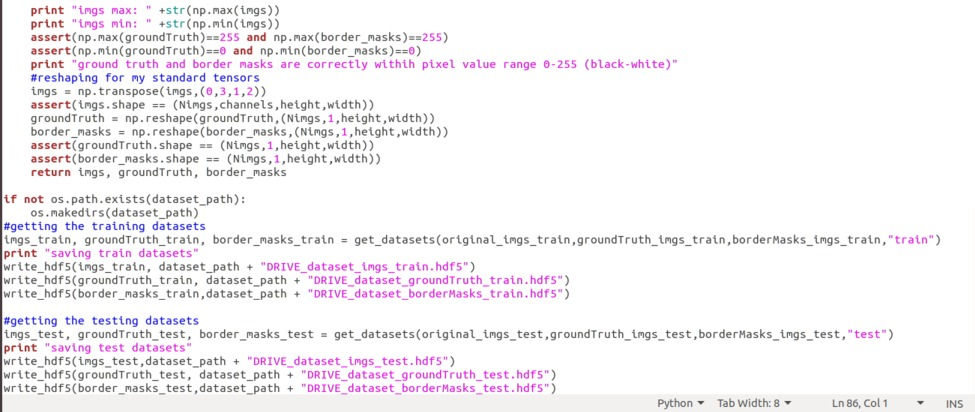 print "imgs max: " +str(np.max(imgs))
    print "imgs min: " +str(np.min(imgs))
    assert(np.max(groundTruth)==255 and np.max(border_masks)==255)
    assert(np.min(groundTruth)==0 and np.min(border_masks)==0)
    print "ground truth and border masks are correctly withih pixel value range 0-255 (black-white)"
    #reshaping for my standard tensors
    imgs = np.transpose(imgs,(0,3,1,2))
    assert(imgs.shape == (Nimgs,channels,height,width))
    groundTruth = np.reshape(groundTruth,(Nimgs,1,height,width))
    border_masks = np.reshape(border_masks,(Nimgs,1,height,width))
    assert(groundTruth.shape == (Nimgs,1,height,width))
    assert(border_masks.shape == (Nimgs,1,height,width))
    return imgs, groundTruth, border_masks

if not os.path.exists(dataset_path):
    os.makedirs(dataset_path)
#getting the training datasets
imgs_train, groundTruth_train, border_masks_train = get_datasets(original_imgs_train,groundTruth_imgs_train,borderMasks_imgs_train,"train")
print "saving train datasets"
write_hdf5(imgs_train, dataset_path + "DRIVE_dataset_imgs_train.hdf5")
write_hdf5(groundTruth_train, dataset_path + "DRIVE_dataset_groundTruth_train.hdf5")
write_hdf5(border_masks_train,dataset_path + "DRIVE_dataset_borderMasks_train.hdf5")

#getting the testing datasets
imgs_test, groundTruth_test, border_masks_test = get_datasets(original_imgs_test,groundTruth_imgs_test,borderMasks_imgs_test,"test")
print "saving test datasets"
write_hdf5(imgs_test,dataset_path + "DRIVE_dataset_imgs_test.hdf5")
write_hdf5(groundTruth_test, dataset_path + "DRIVE_dataset_groundTruth_test.hdf5")
write_hdf5(border_masks_test,dataset_path + "DRIVE_dataset_borderMasks_test.hdf5")
Python Tab Width: 8 Ln 86, Col 1 INS